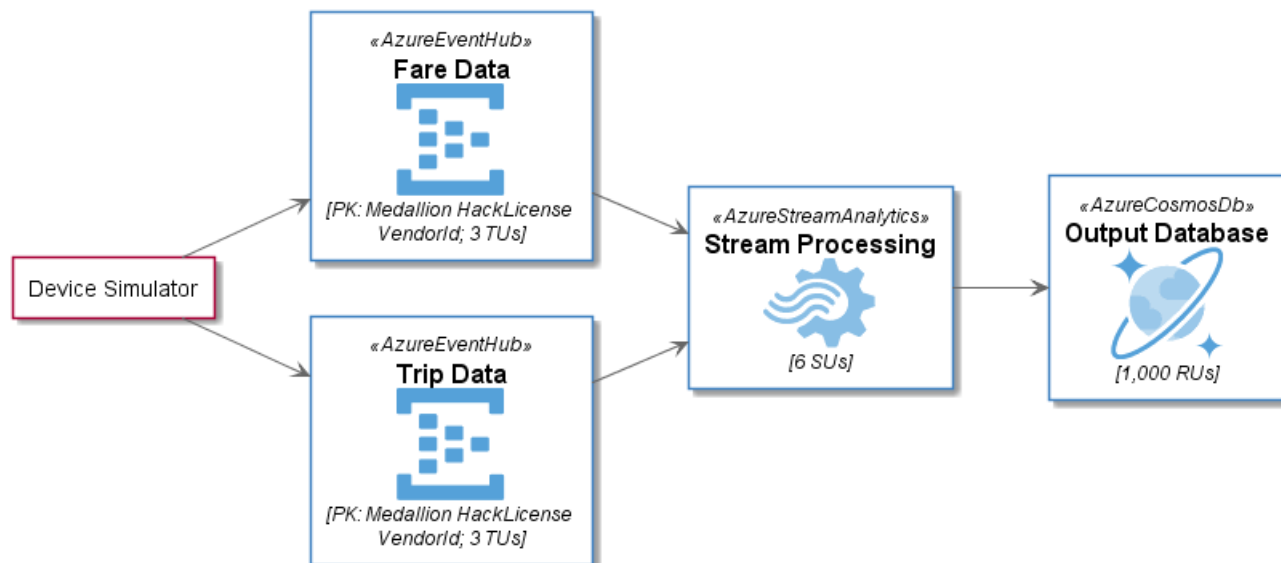 Device Simulator
«AzureEventHub»
Fare Data
[PK: Medallion HackLicense
VendorId; 3 TUs]
«AzureEventHub»
Trip Data
[PK: Medallion HackLicense
VendorId; 3 TUs]
«AzureStreamAnalytics»
Stream Processing
[6 SUs]
«AzureCosmosDb»
Output Database
[1,000 RUs]